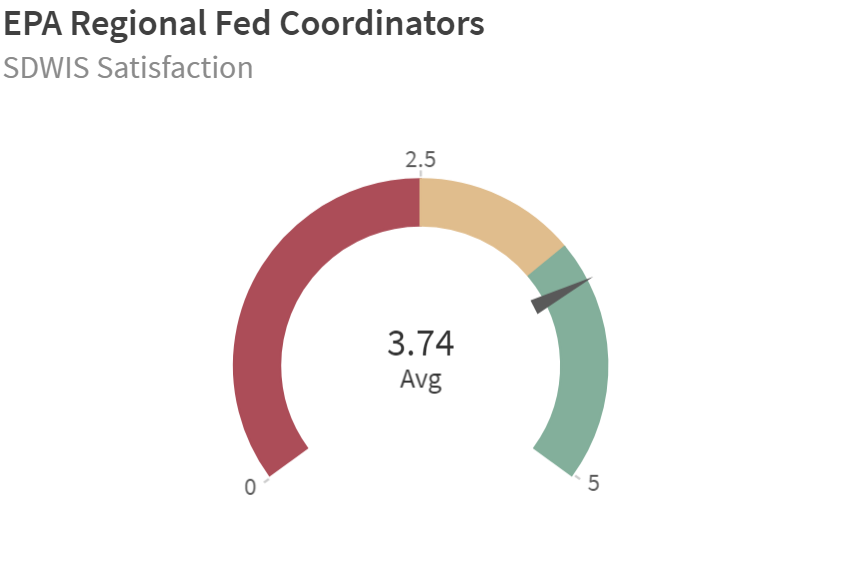 EPA Regional Fed Coordinators
SDWIS Satisfaction
2.5
3.74
Avg
0
5